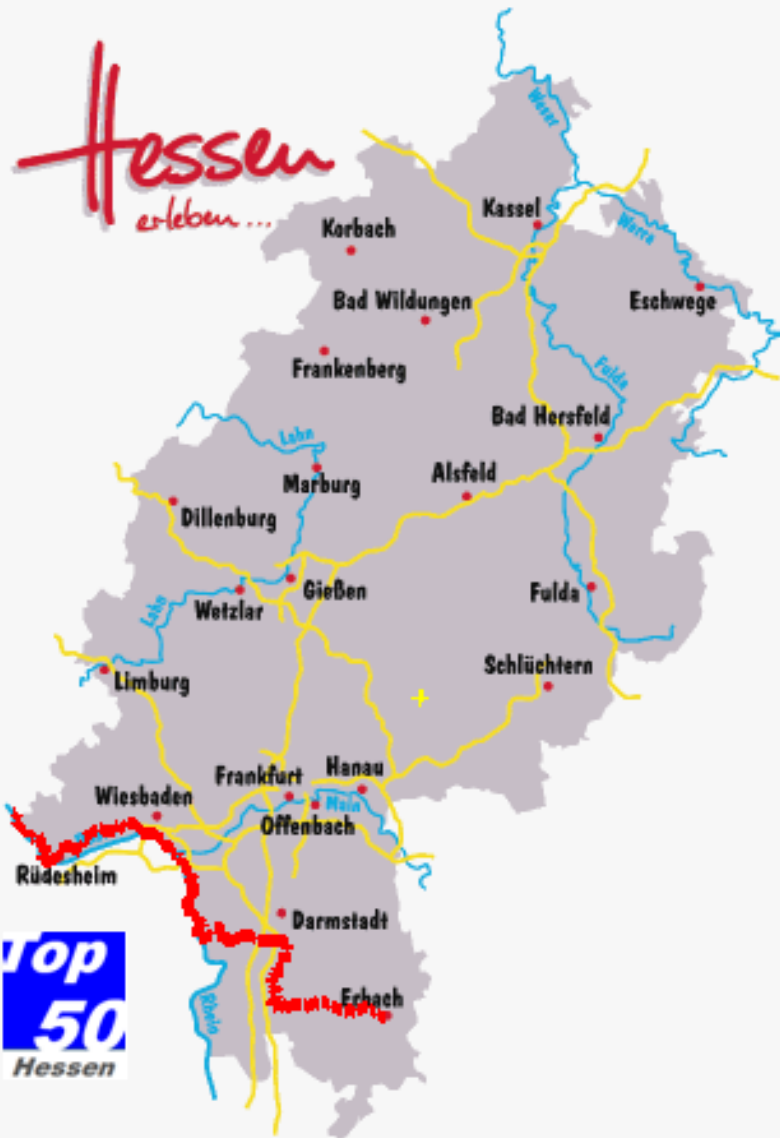 Hessen
erleben...
Weser
Kassel
Werra
Korbach
Bad Wildungen
Eschwege
Frankenberg
Fulda
Bad Hersfeld
Lahn
Marburg
Alsfeld
Dillenburg
Gießen
Fulda
Wetzlar
Lahn
Schlüchtern
Limburg
Frankfurt
Hanau
Wiesbaden
Main
Offenbach
Rüdesheim
Darmstadt
Erbach
Rhein
Top
50
Hessen